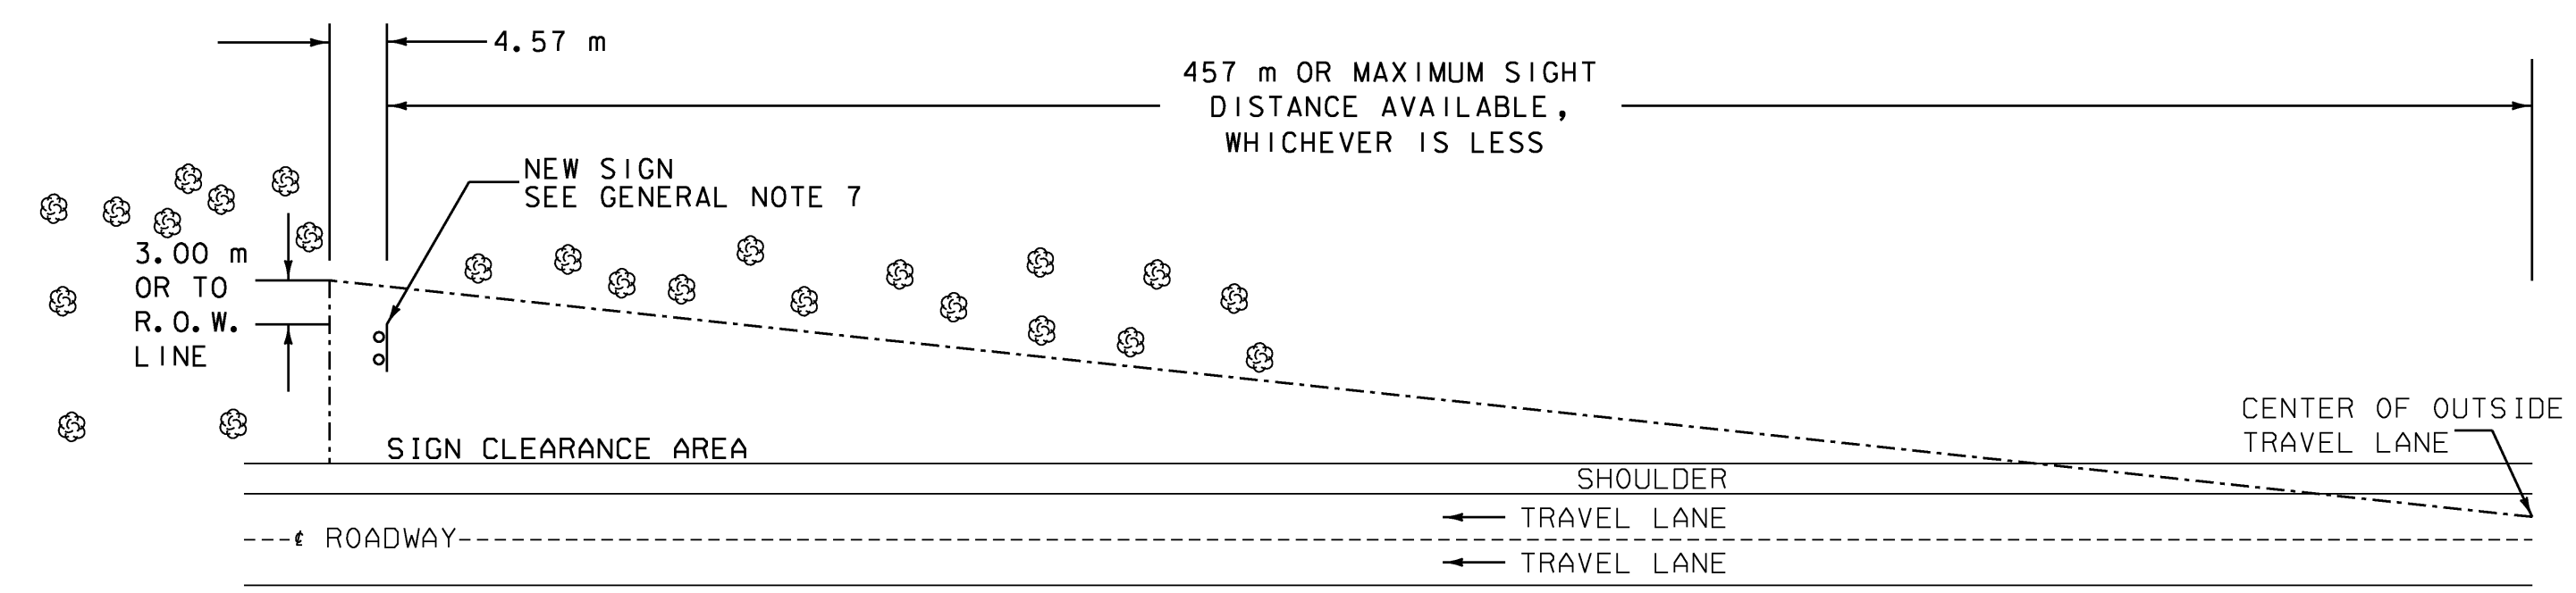 4.57 m
457 m OR MAXIMUM SIGHT
DISTANCE AVAILABLE,
WHICHEVER IS LESS
NEW SIGN
SEE GENERAL NOTE 7
3.00 m
OR TO
R.O.W.
LINE
CENTER OF OUTSIDE
TRAVEL LANE
SIGN CLEARANCE AREA
SHOULDER
TRAVEL LANE
℄ ROADWAY
TRAVEL LANE